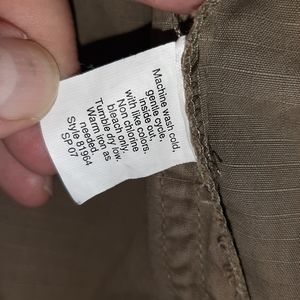 Machine wash cold,
gentle cycle,
inside out,
with like colors.
Non chlorine
bleach only.
Tumble dry low.
Warm iron as
needed.
Style 81964
SP 07